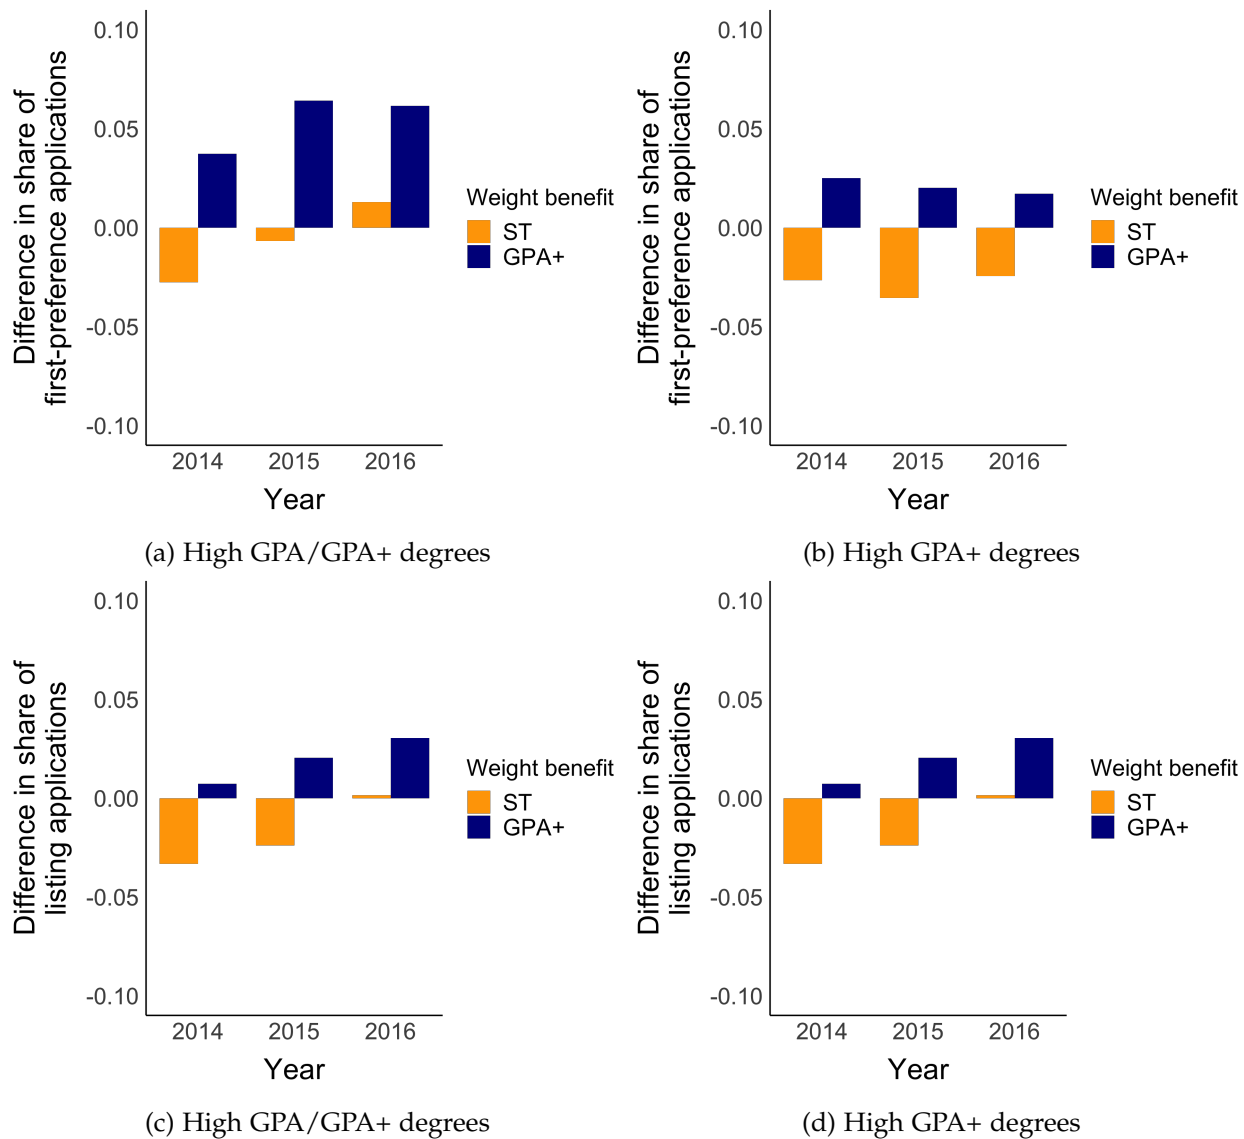 Difference in share of
first-preference applications
0.10
0.05
0.00
-0.05
-0.10
2014 2015 2016
Year
Weight benefit
ST
GPA+
(a) High GPA/GPA+ degrees
Difference in share of
first-preference applications
0.10
0.05
0.00
-0.05
-0.10
2014 2015 2016
Year
Weight benefit
ST
GPA+
(b) High GPA+ degrees
Difference in share of
listing applications
0.10
0.05
0.00
-0.05
-0.10
2014 2015 2016
Year
Weight benefit
ST
GPA+
(c) High GPA/GPA+ degrees
Difference in share of
listing applications
0.10
0.05
0.00
-0.05
-0.10
2014 2015 2016
Year
Weight benefit
ST
GPA+
(d) High GPA+ degrees